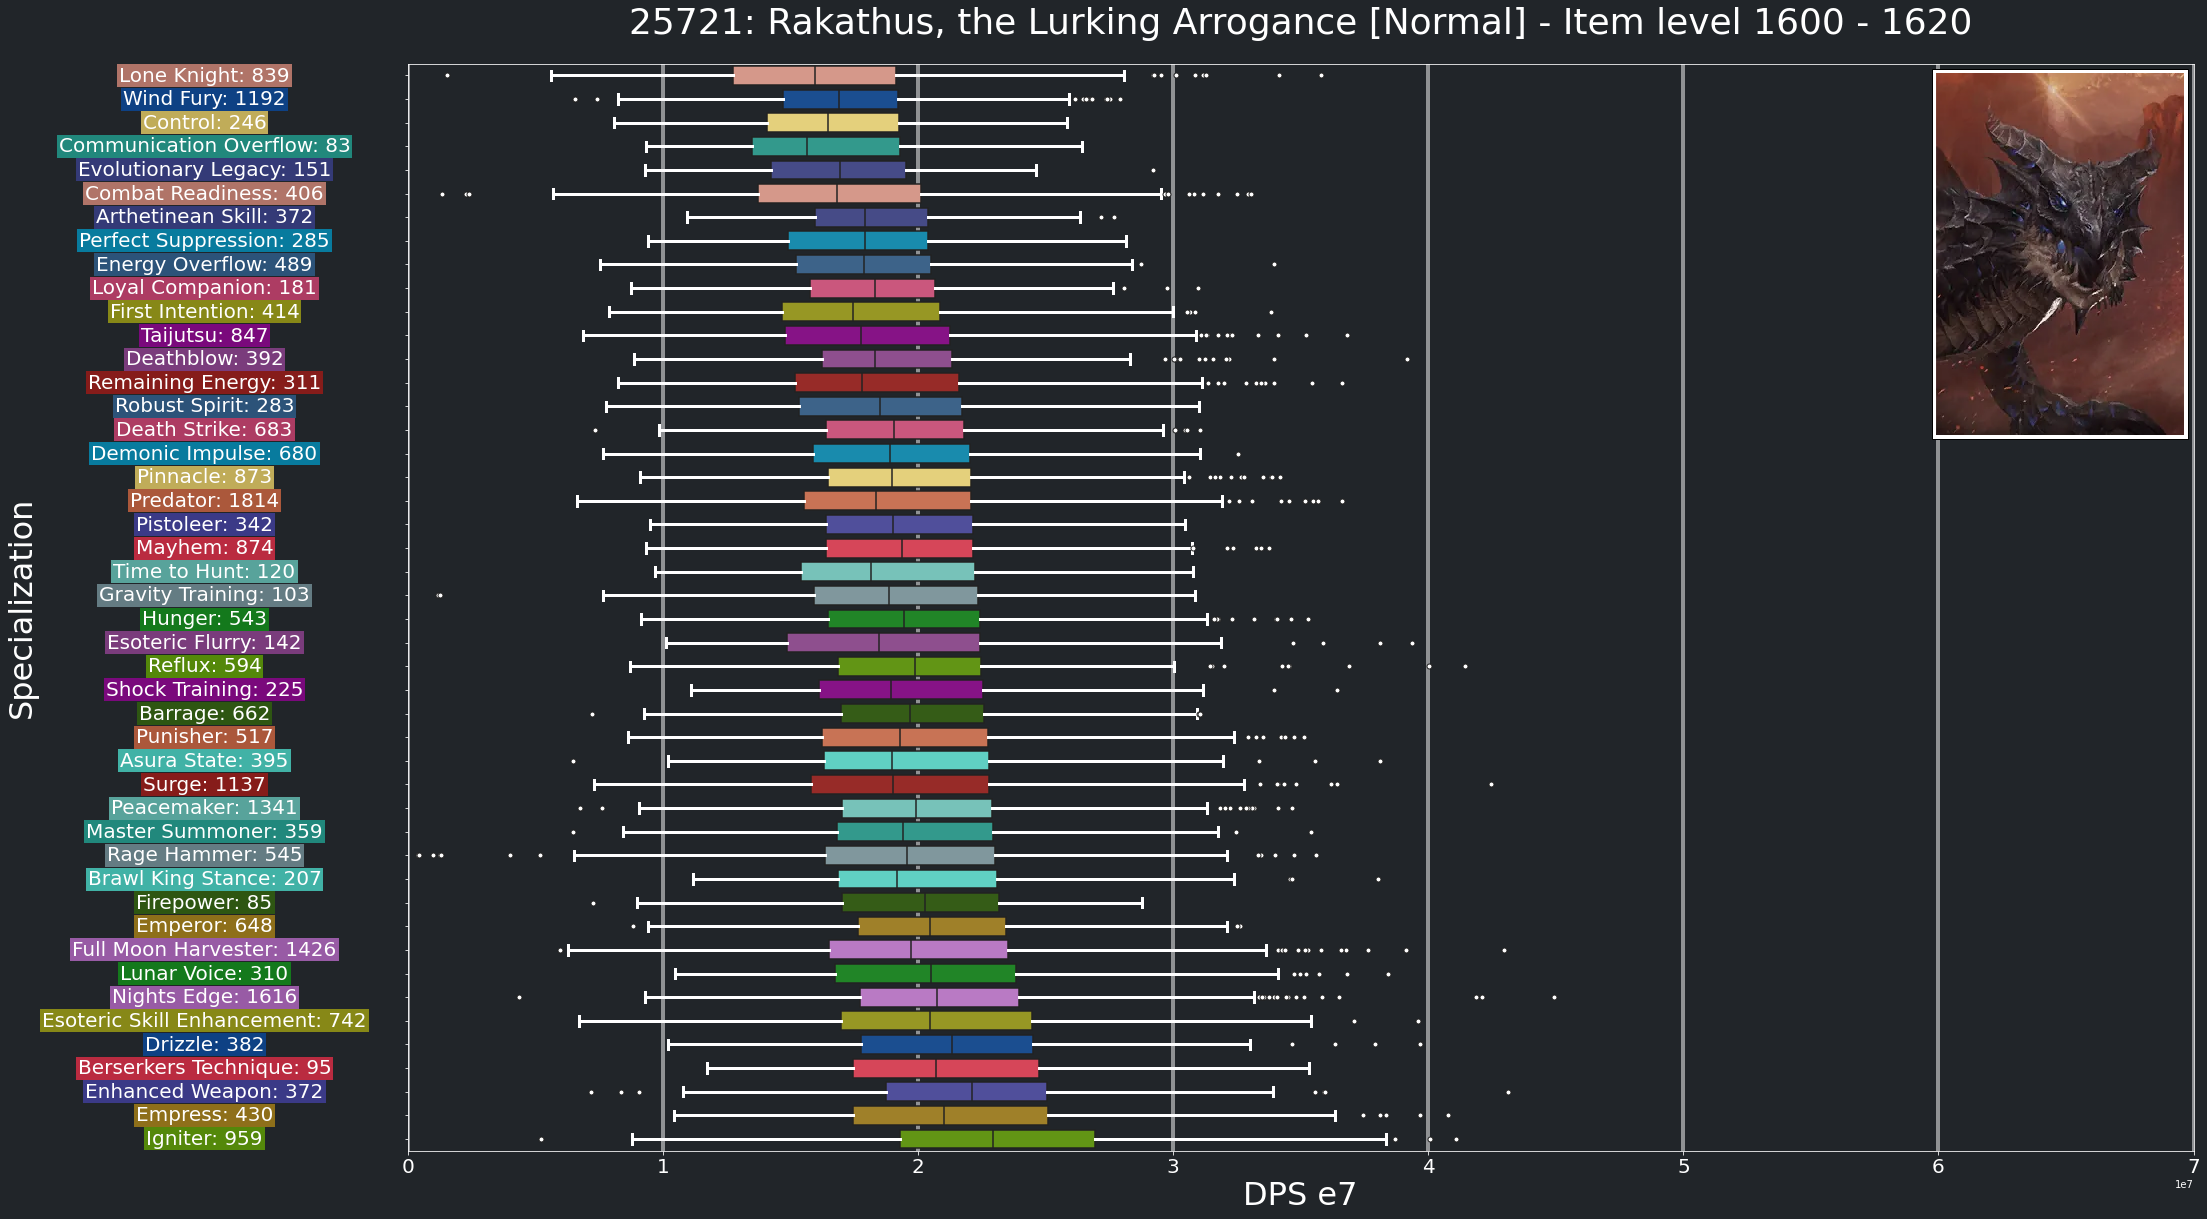 25721: Rakathus, the Lurking Arrogance [Normal] - Item level 1600 - 1620
Specialization
Lone Knight: 839
Wind Fury: 1192
Control: 246
Communication Overflow: 83
Evolutionary Legacy: 151
Combat Readiness: 406
Arthetinean Skill: 372
Perfect Suppression: 285
Energy Overflow: 489
Loyal Companion: 181
First Intention: 414
Taijutsu: 847
Deathblow: 392
Remaining Energy: 311
Robust Spirit: 283
Death Strike: 683
Demonic Impulse: 680
Pinnacle: 873
Predator: 1814
Pistoleer: 342
Mayhem: 874
Time to Hunt: 120
Gravity Training: 103
Hunger: 543
Esoteric Flurry: 142
Reflux: 594
Shock Training: 225
Barrage: 662
Punisher: 517
Asura State: 395
Surge: 1137
Peacemaker: 1341
Master Summoner: 359
Rage Hammer: 545
Brawl King Stance: 207
Firepower: 85
Emperor: 648
Full Moon Harvester: 1426
Lunar Voice: 310
Nights Edge: 1616
Esoteric Skill Enhancement: 742
Drizzle: 382
Berserkers Technique: 95
Enhanced Weapon: 372
Empress: 430
Igniter: 959
0 1 2 3 4 5 6 7
1e7
DPS e7